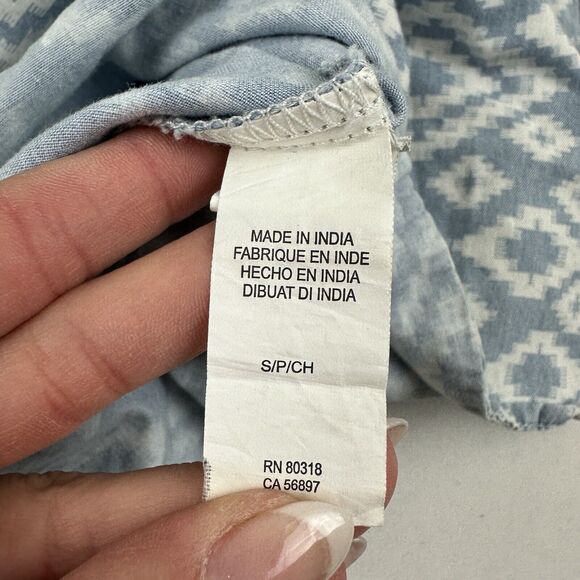 MADE IN INDIA
FABRIQUE EN INDE
HECHO EN INDIA
DIBUAT DI INDIA
S/P/CH
RN 80318
CA 56897